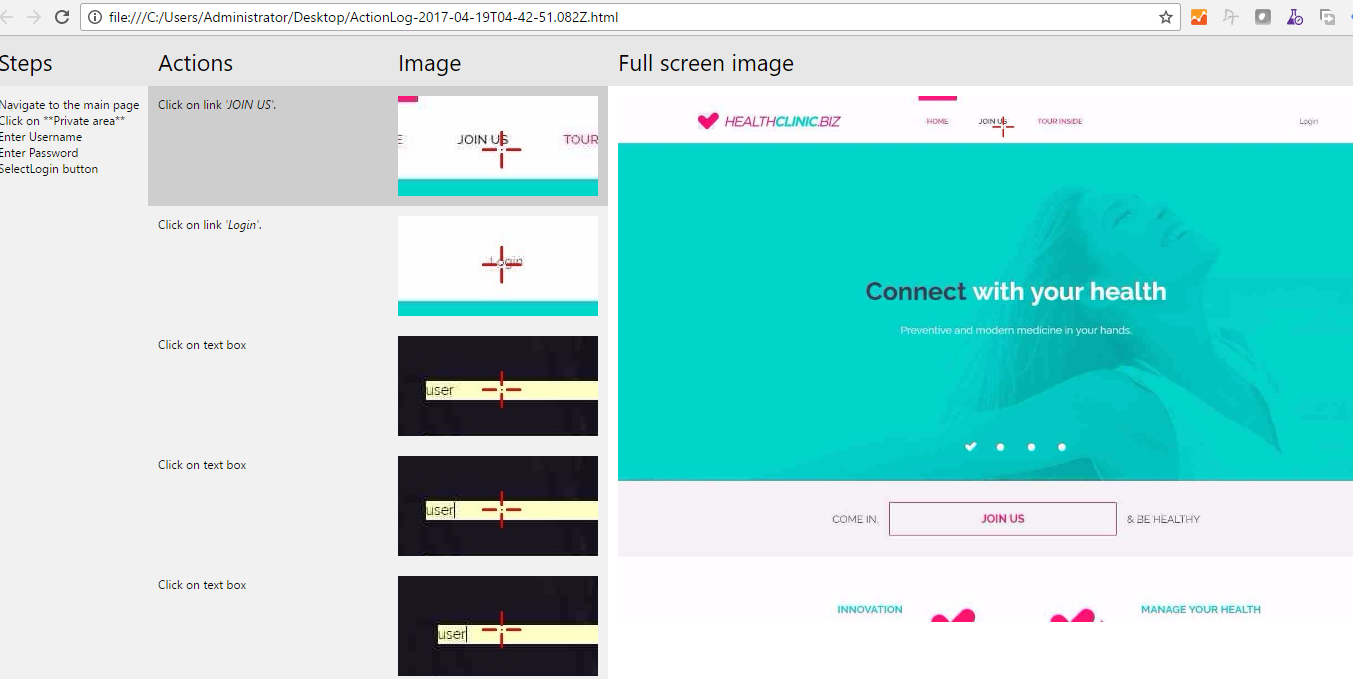 file:///C:/Users/Administrator/Desktop/ActionLog-2017-04-19T04-42-51.082Z.html
Steps
Actions
Image
Full screen image
Navigate to the main page
Click on **Private area**
Enter Username
Enter Password
SelectLogin button
Click on link 'JOIN US'.
E JOIN US TOUR
Click on link 'Login'.
Login
Click on text box
user
Click on text box
user
Click on text box
user
HEALTHCLINIC.BIZ
HOME JOIN US TOUR INSIDE Login
Connect with your health
Preventive and modern medicine in your hands.
COME IN, JOIN US & BE HEALTHY
INNOVATION
MANAGE YOUR HEALTH